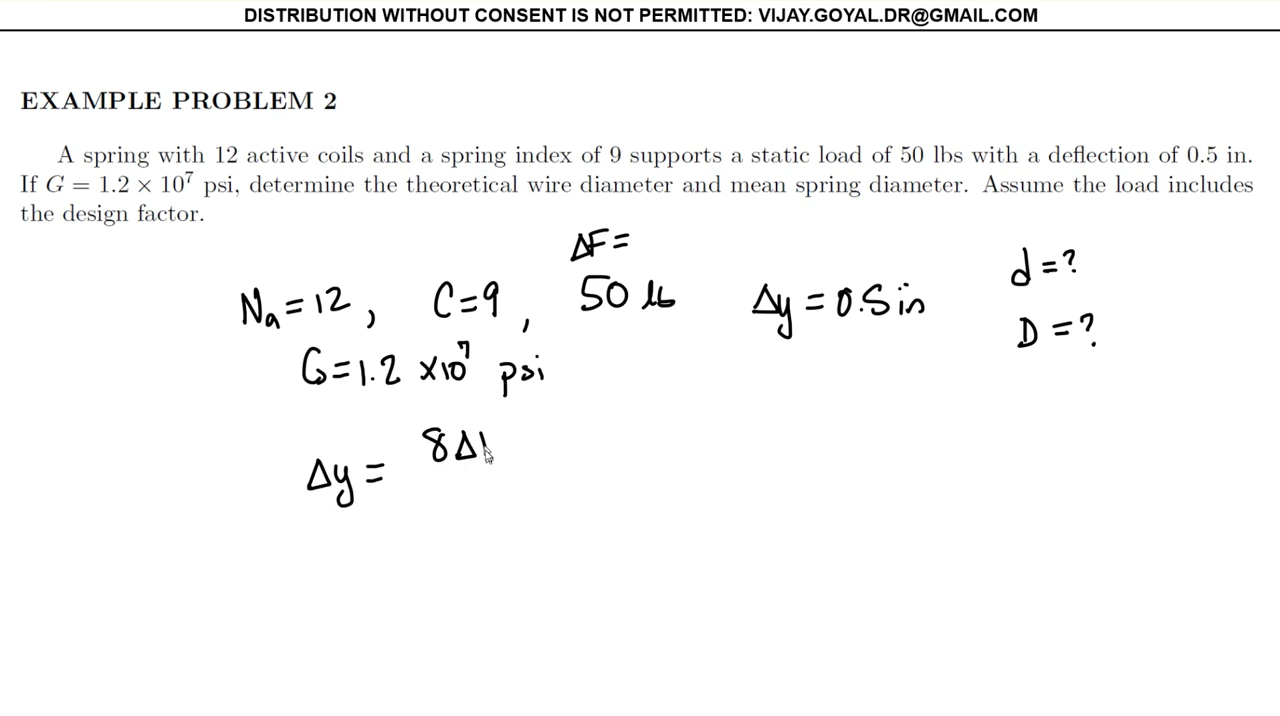 DISTRIBUTION WITHOUT CONSENT IS NOT PERMITTED: VIJAY.GOYAL.DR@GMAIL.COM
EXAMPLE PROBLEM 2
A spring with 12 active coils and a spring index of 9 supports a static load of 50 lbs with a deflection of 0.5 in.
If G = 1.2 × 10⁷ psi, determine the theoretical wire diameter and mean spring diameter. Assume the load includes
the design factor.
ΔF =
Na = 12, C = 9, 50 lb Δy = 0.5 in d = ?
D = ?
G = 1.2 × 10⁷ psi
Δy = 8Δ